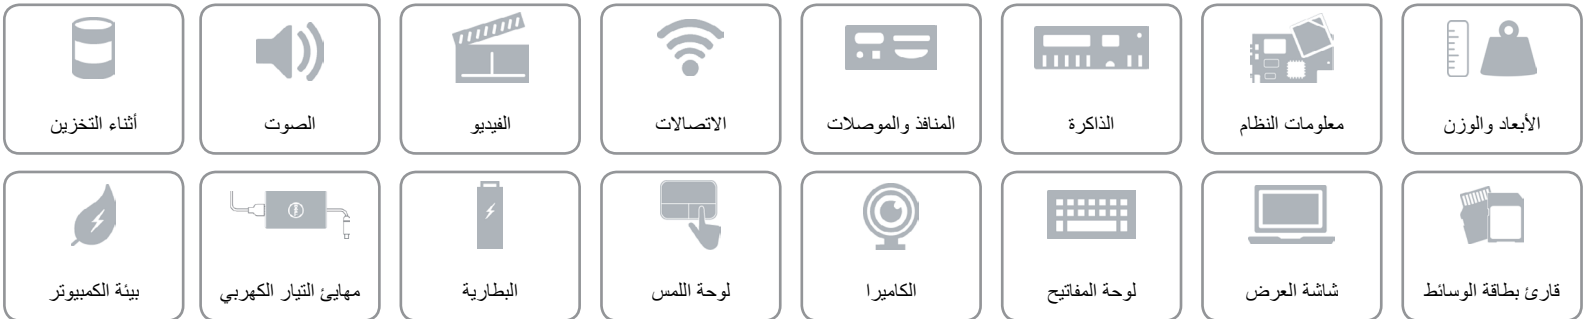 الأبعاد والوزن
معلومات النظام
الذاكرة
المنافذ والموصلات
الاتصالات
الفيديو
الصوت
أثناء التخزين
قارئ بطاقة الوسائط
شاشة العرض
لوحة المفاتيح
الكاميرا
لوحة اللمس
البطارية
مهايئ التيار الكهربي
بيئة الكمبيوتر